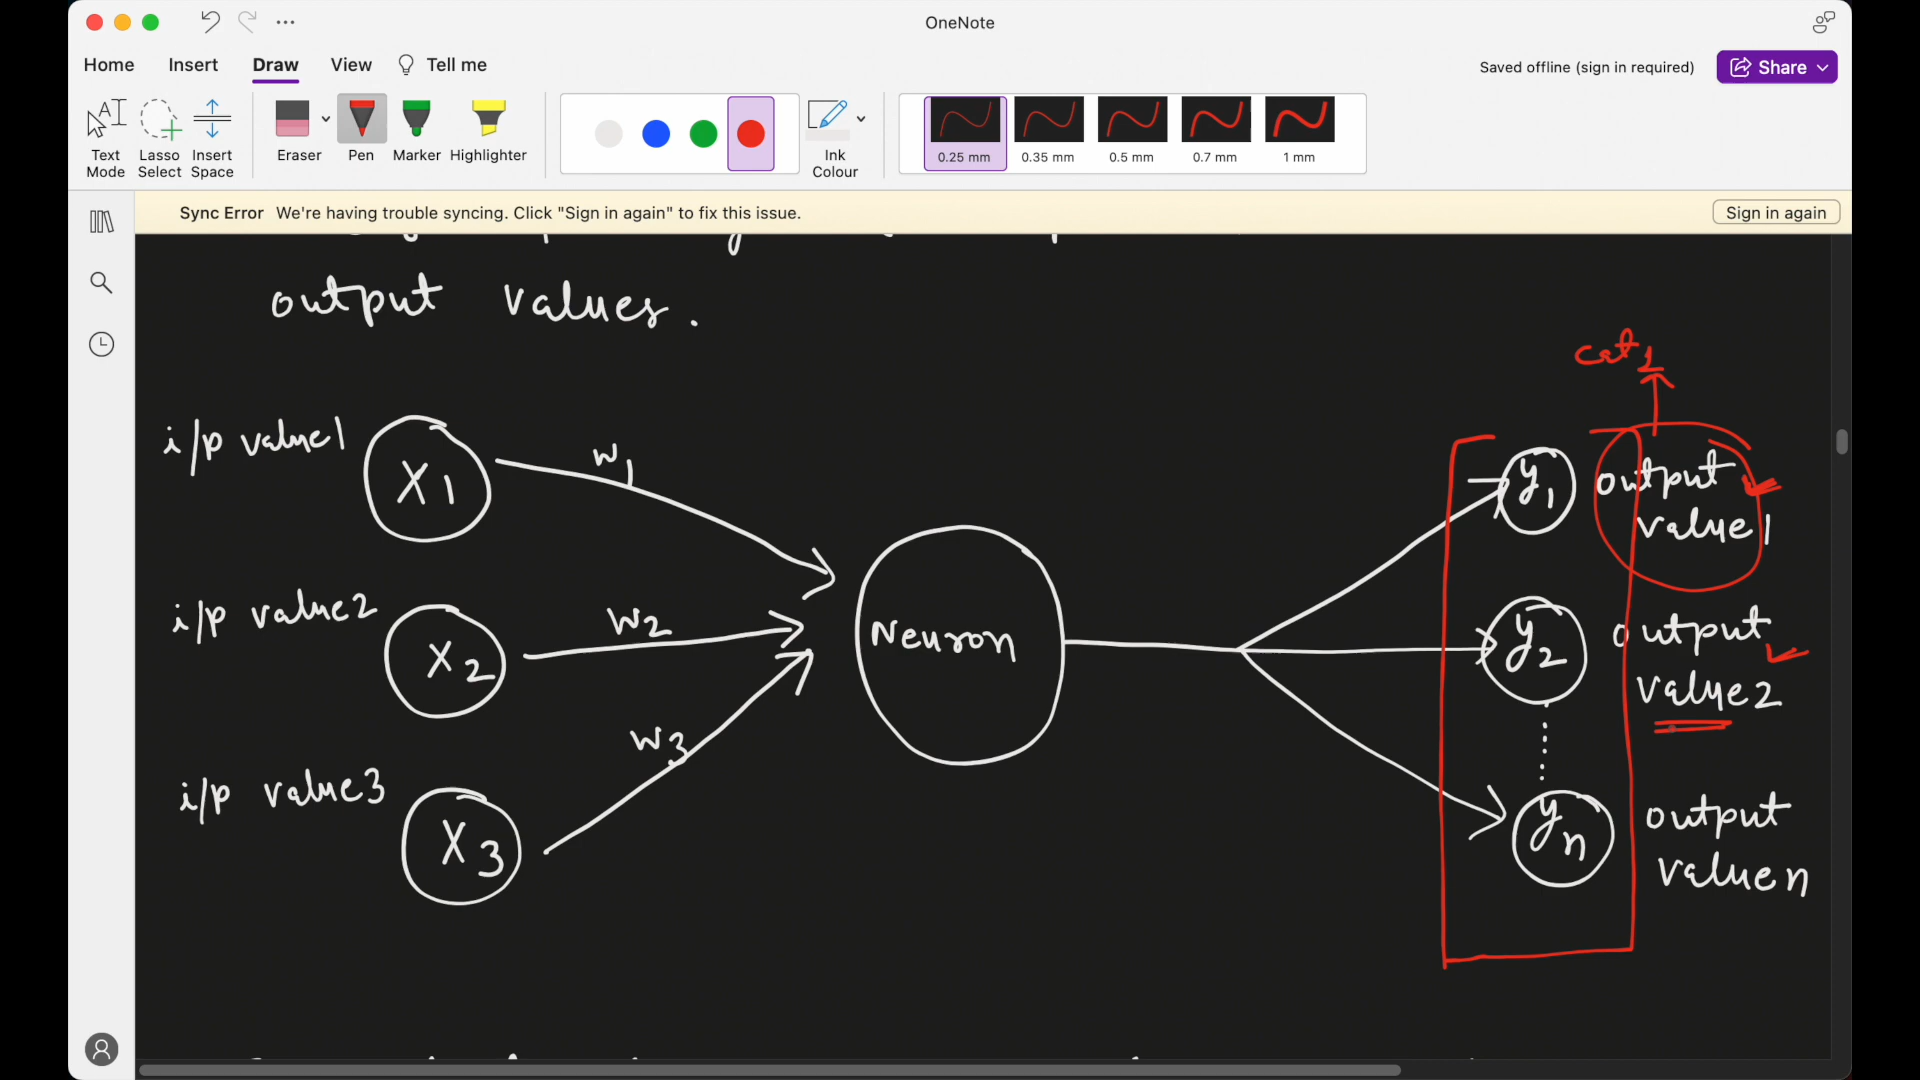 OneNote
Home Insert Draw View Tell me
Saved offline (sign in required)
Share
Text Mode
Lasso Select
Insert Space
Eraser
Pen
Marker
Highlighter
Ink Colour
0.25 mm
0.35 mm
0.5 mm
0.7 mm
1 mm
Sync Error We're having trouble syncing. Click "Sign in again" to fix this issue.
Sign in again
output values.
cat1
i/p value1
X1
w1
y1
output
value1
i/p value2
X2
W2
Neuron
y2
output
value2
i/p value3
X3
W3
yn
output
valuen